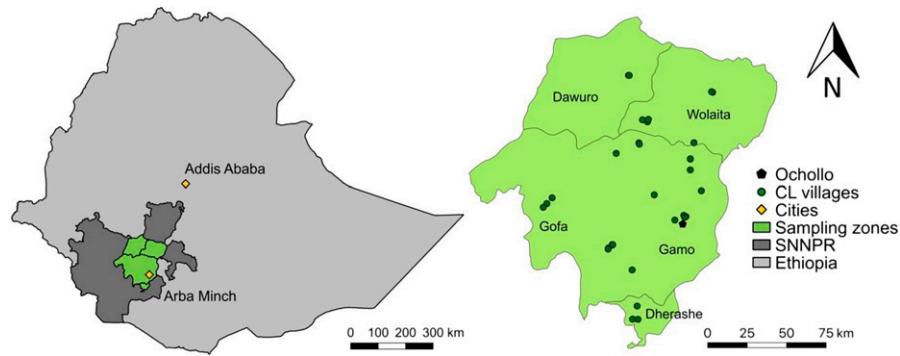 Addis Ababa
Arba Minch
0 100 200 300 km
Dawuro
Wolaita
Gofa
Gamo
Dherashe
N
Ochollo
CL villages
Cities
Sampling zones
SNNPR
Ethiopia
0 25 50 75 km